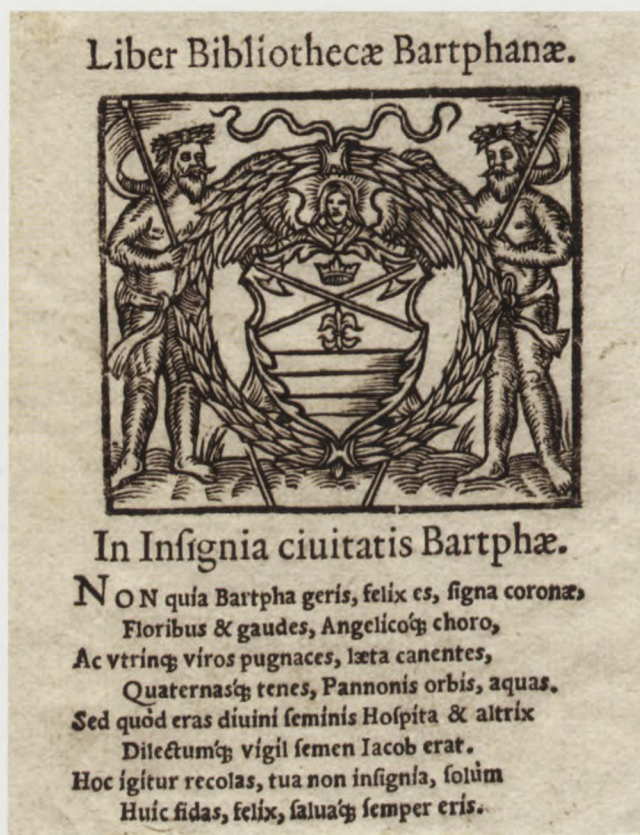 Liber Bibliothecæ Bartphanæ.
In Inſignia ciuitatis Bartphæ.
NON quia Bartpha geris, felix es, ſigna coronæ,
Floribus & gaudes, Angelicoq́ꝫ choro,
Ac vtrinqꝫ viros pugnaces, læta canentes,
Quaternasq́ꝫ tenes, Pannonis orbis, aquas.
Sed quòd eras diuini ſeminis Hoſpita & altrix
Dilectumq́ꝫ vigil ſemen Iacob erat.
Hoc igitur recolas, tua non inſignia, ſolùm
Huic fidas, felix, ſaluaq́ꝫ ſemper eris.